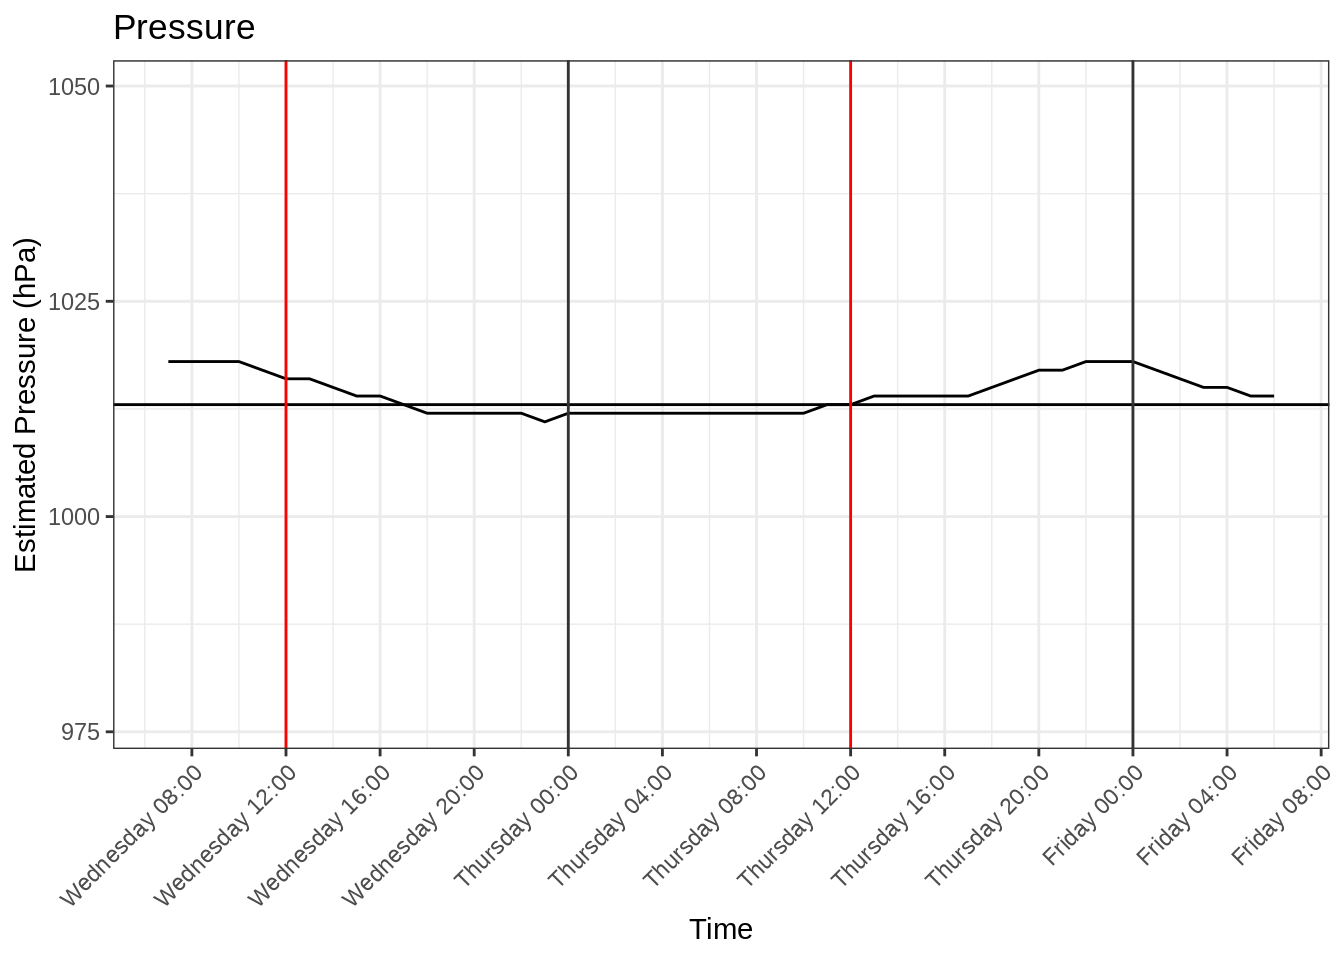 Pressure
Estimated Pressure (hPa)
1050
1025
1000
975
Wednesday 08:00
Wednesday 12:00
Wednesday 16:00
Wednesday 20:00
Thursday 00:00
Thursday 04:00
Thursday 08:00
Thursday 12:00
Thursday 16:00
Thursday 20:00
Friday 00:00
Friday 04:00
Friday 08:00
Time